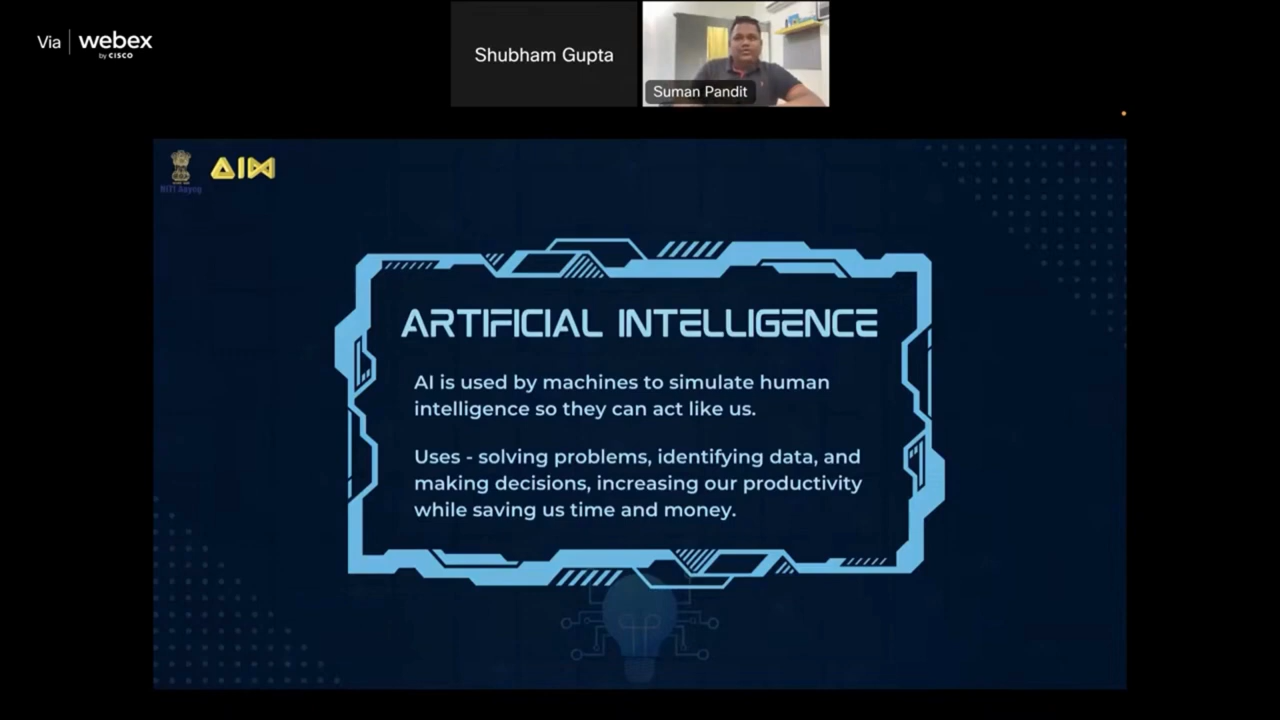 Via webex
by CISCO
Shubham Gupta
Suman Pandit
NITI Aayog
AIM
ARTIFICIAL INTELLIGENCE
AI is used by machines to simulate human
intelligence so they can act like us.
Uses - solving problems, identifying data, and
making decisions, increasing our productivity
while saving us time and money.